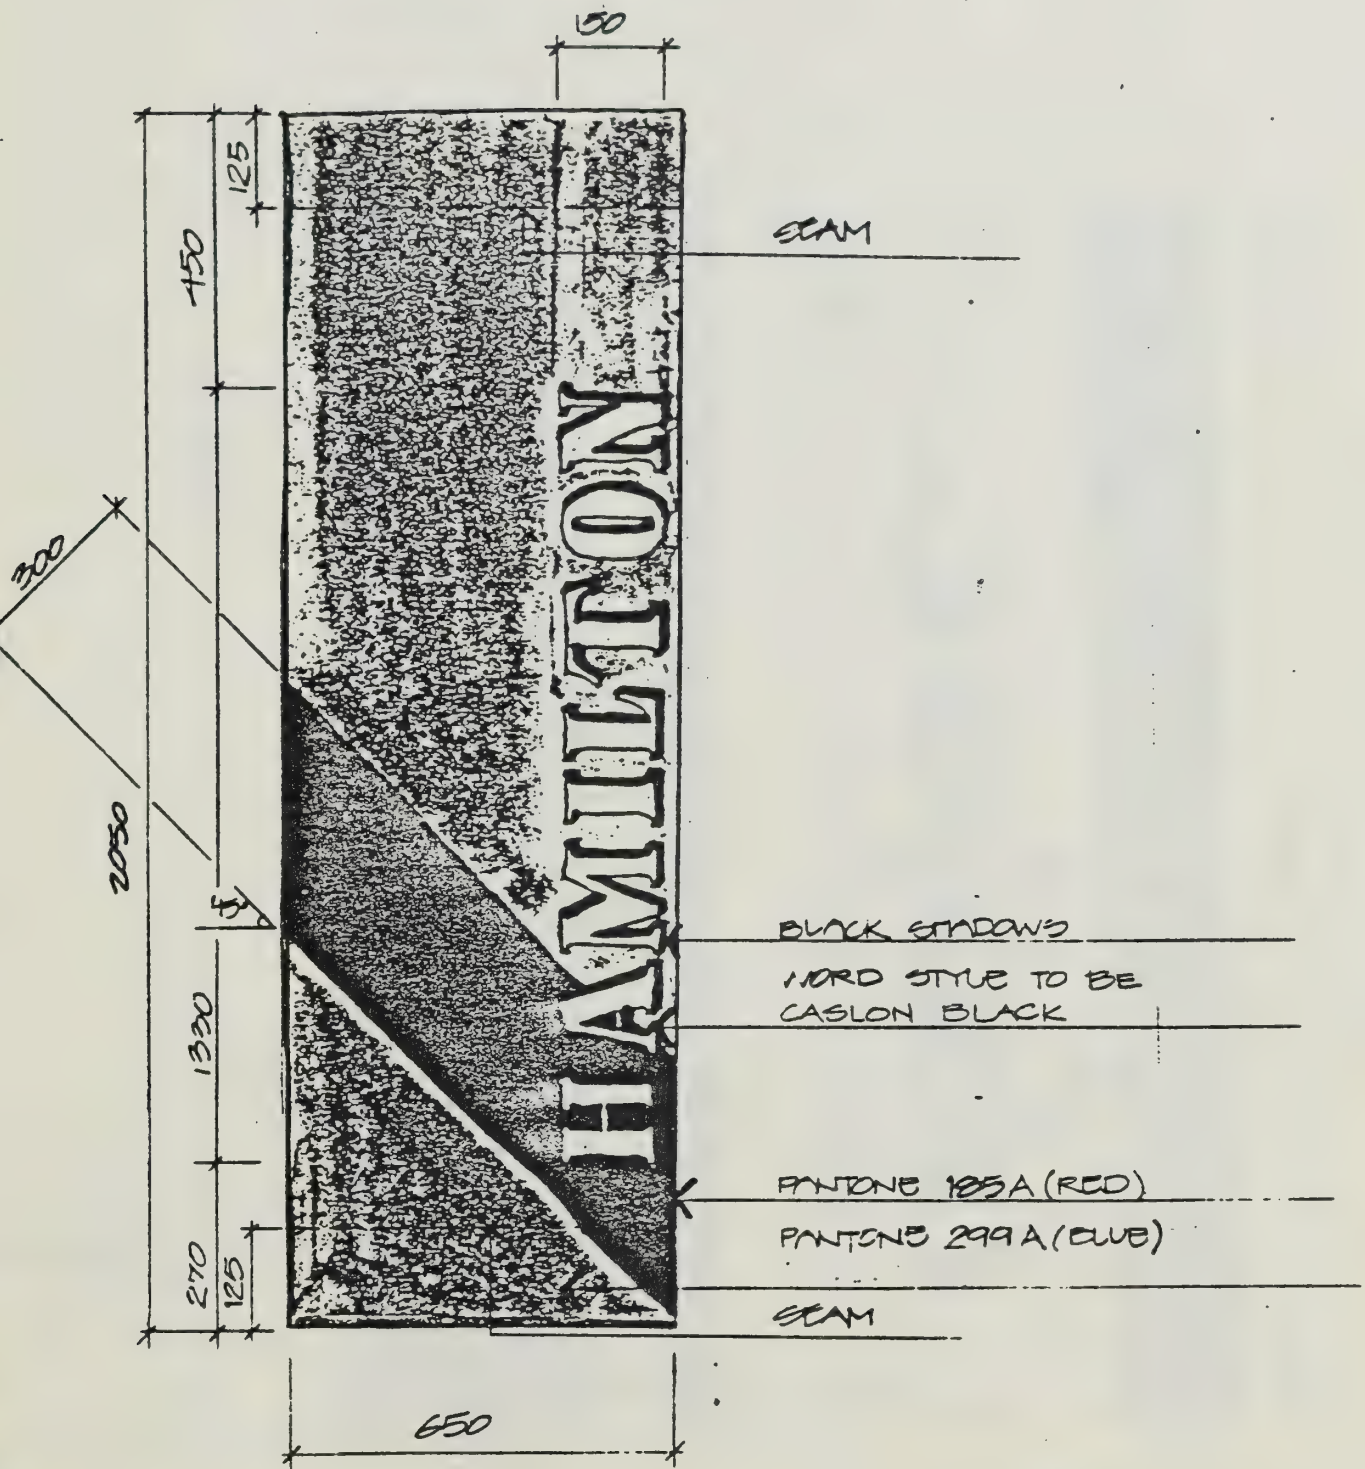 150
125
SEAM
450
300
HAMILTON
2050
45
BLACK SHADOWS
WORD STYLE TO BE
CASLON BLACK
1330
PANTONE 185A (RED)
PANTONE 299A (BLUE)
270
125
SEAM
650